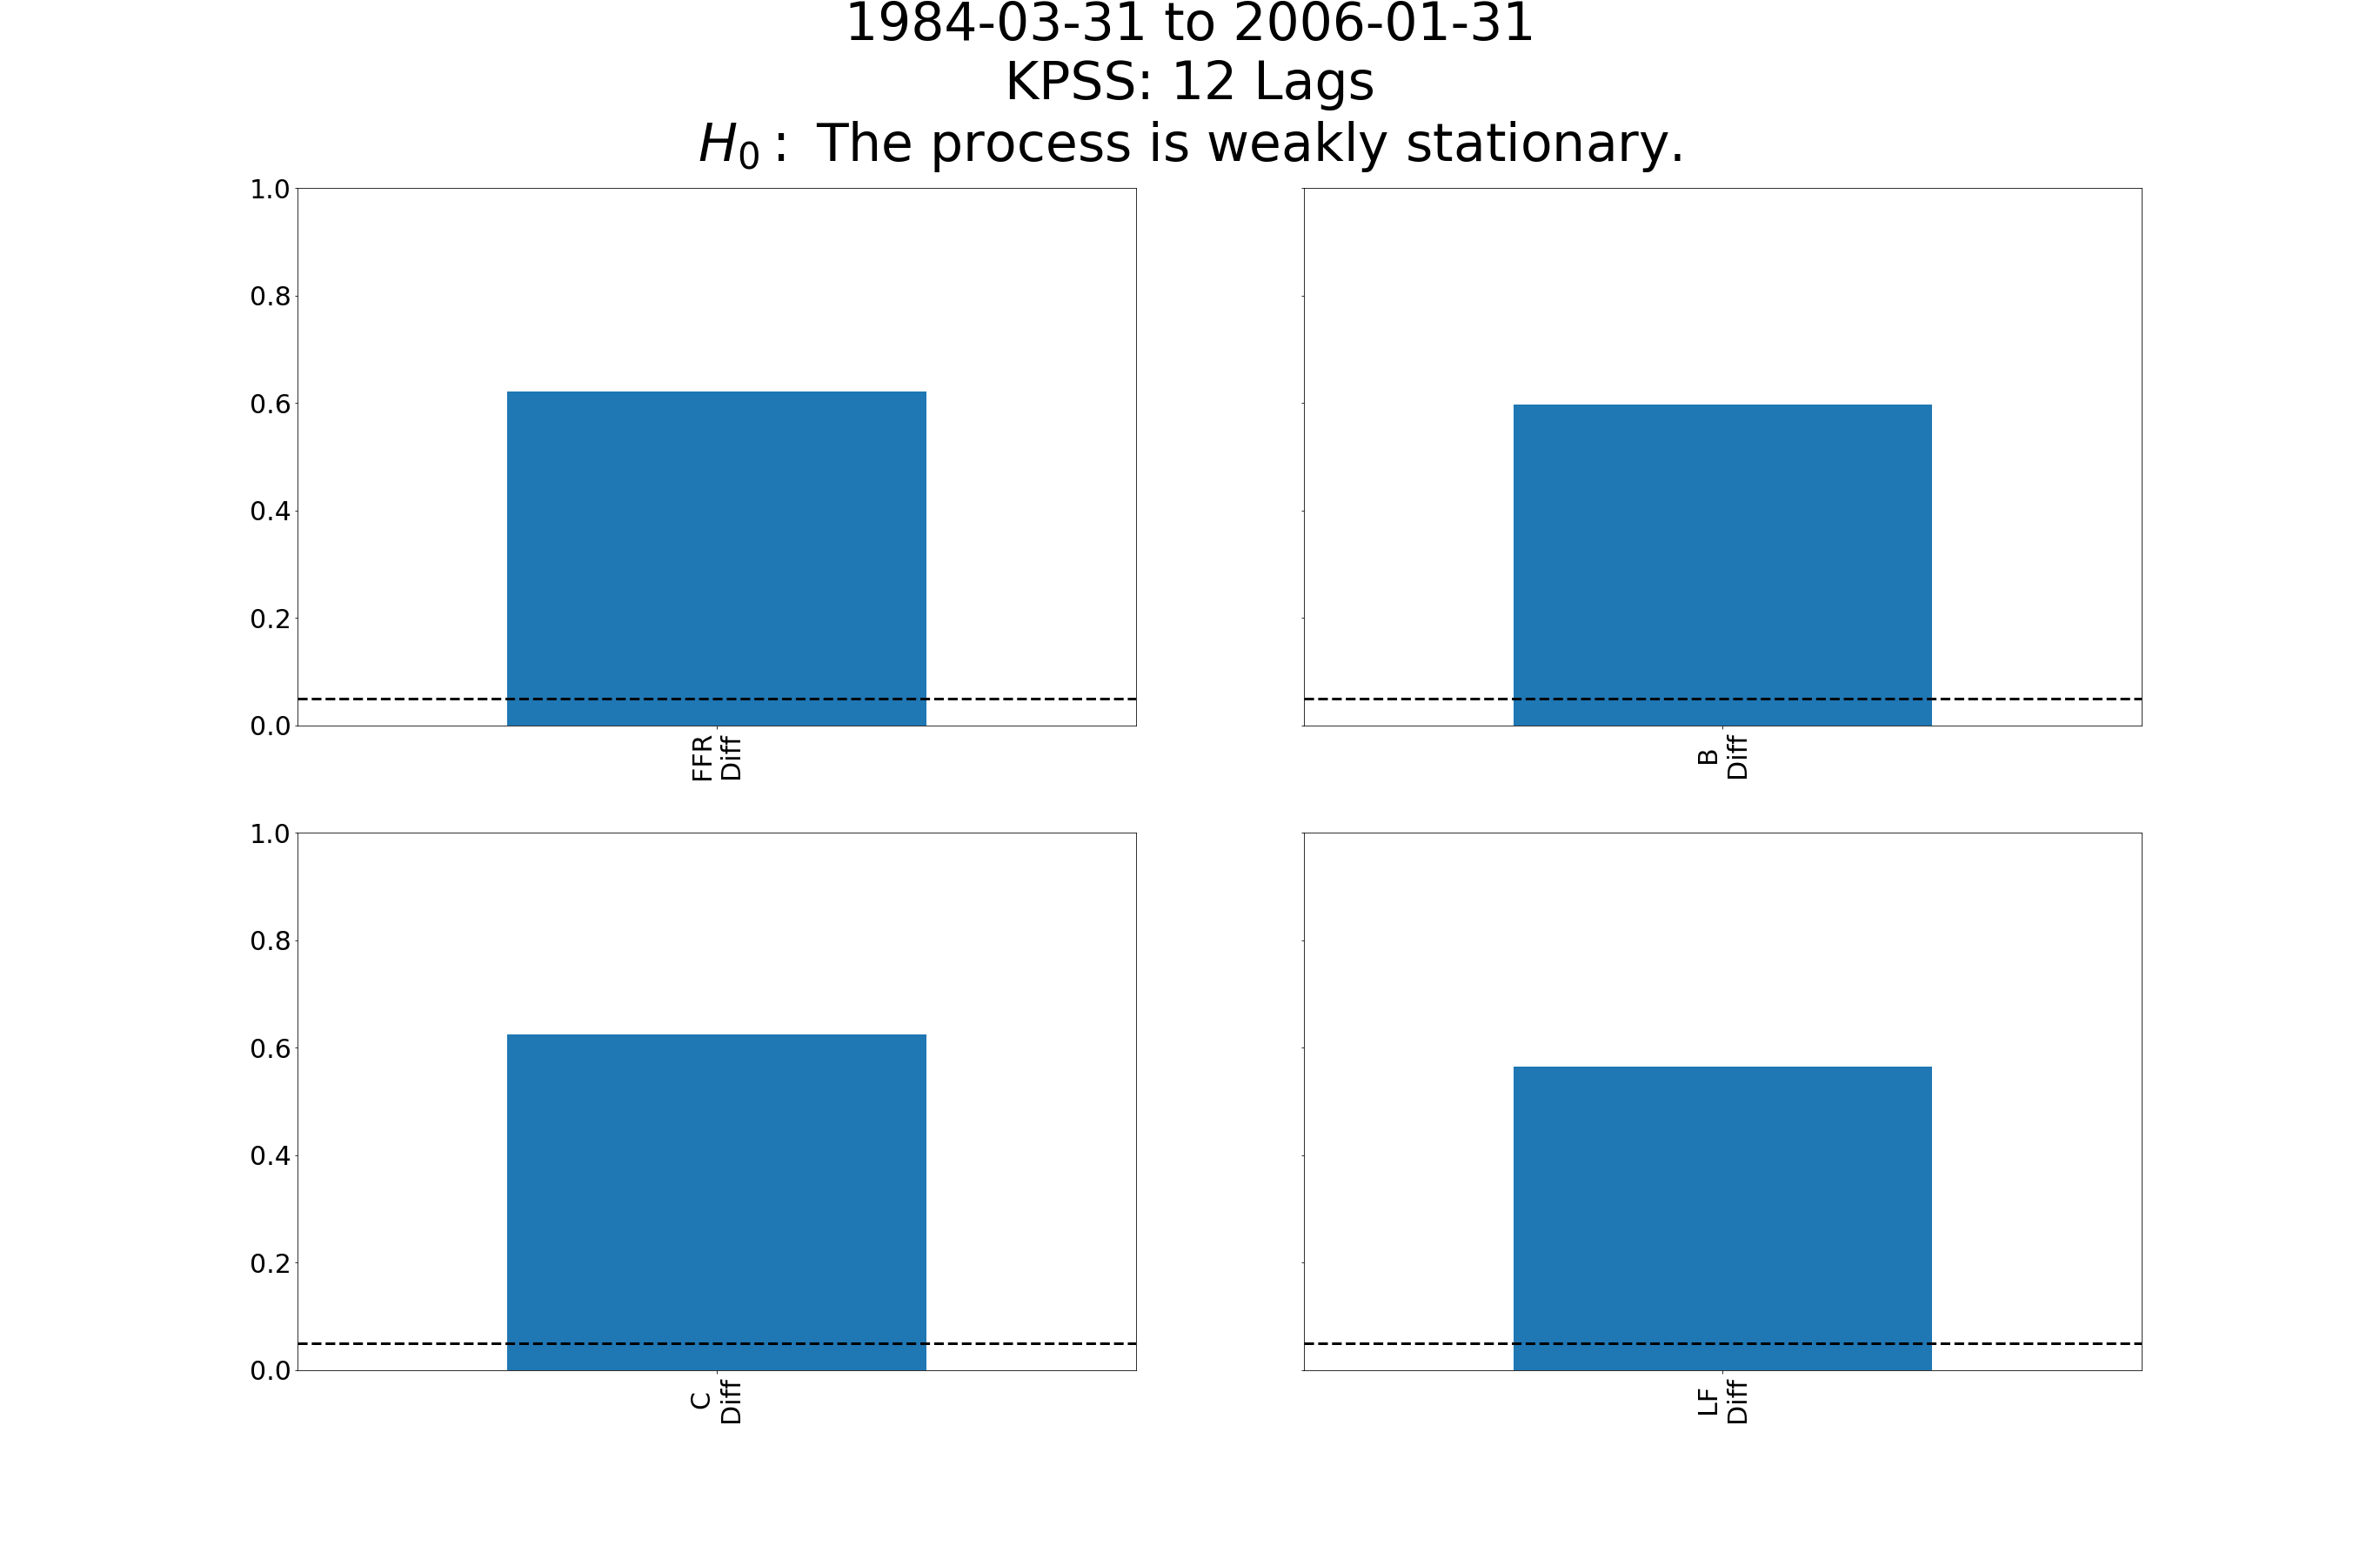 1984-03-31 to 2006-01-31
KPSS: 12 Lags
H0 : The process is weakly stationary.
1.0
0.8
0.6
0.4
0.2
0.0
FFR
Diff
B
Diff
1.0
0.8
0.6
0.4
0.2
0.0
C
Diff
LF
Diff